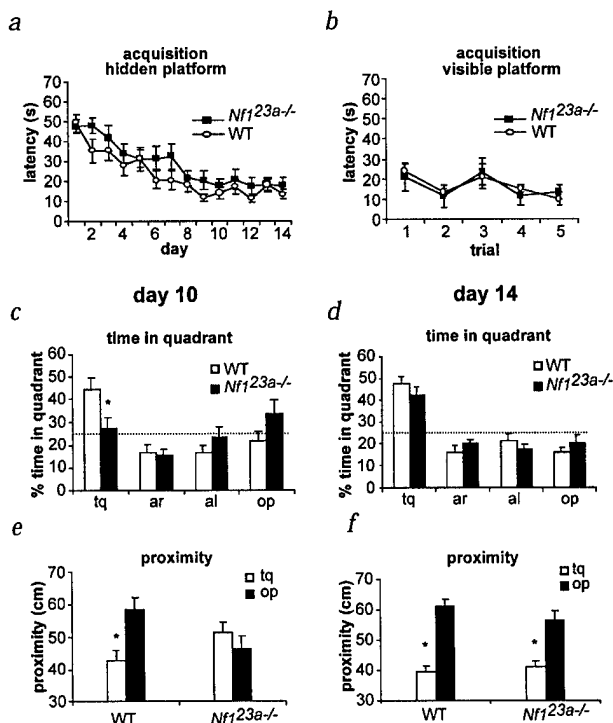 a
acquisition
hidden platform
latency (s)
70
60
50
40
30
20
10
Nf1^23a-/-
WT
2 4 6 8 10 12 14
day
b
acquisition
visible platform
latency (s)
70
60
50
40
30
20
10
Nf1^23a-/-
WT
1 2 3 4 5
trial
day 10
c
time in quadrant
% time in quadrant
60
50
40
30
20
10
0
WT
Nf1^23a-/-
*
tq ar al op
day 14
d
time in quadrant
% time in quadrant
60
50
40
30
20
10
0
WT
Nf1^23a-/-
tq ar al op
e
proximity
proximity (cm)
70
60
50
40
30
tq
op
*
WT Nf1^23a-/-
f
proximity
proximity (cm)
70
60
50
40
30
tq
op
* *
WT Nf1^23a-/-